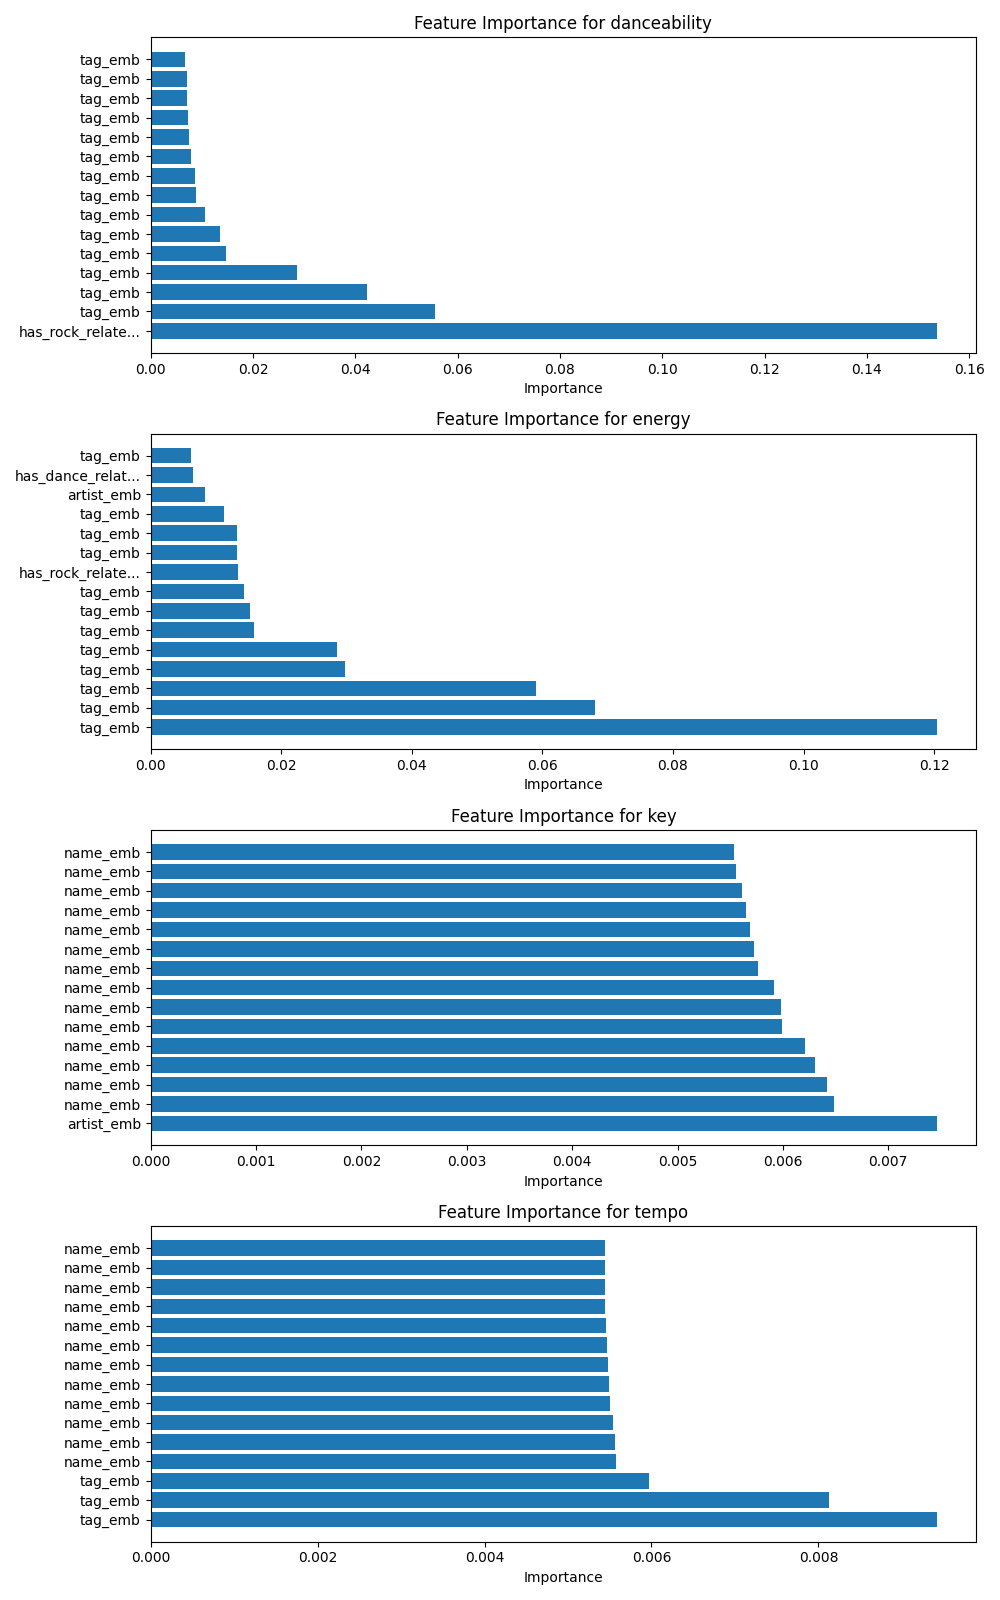 Feature Importance for danceability
tag_emb
tag_emb
tag_emb
tag_emb
tag_emb
tag_emb
tag_emb
tag_emb
tag_emb
tag_emb
tag_emb
tag_emb
tag_emb
tag_emb
has_rock_relate...
0.00 0.02 0.04 0.06 0.08 0.10 0.12 0.14 0.16
Importance
Feature Importance for energy
tag_emb
has_dance_relat...
artist_emb
tag_emb
tag_emb
tag_emb
has_rock_relate...
tag_emb
tag_emb
tag_emb
tag_emb
tag_emb
tag_emb
tag_emb
tag_emb
0.00 0.02 0.04 0.06 0.08 0.10 0.12
Importance
Feature Importance for key
name_emb
name_emb
name_emb
name_emb
name_emb
name_emb
name_emb
name_emb
name_emb
name_emb
name_emb
name_emb
name_emb
name_emb
artist_emb
0.000 0.001 0.002 0.003 0.004 0.005 0.006 0.007
Importance
Feature Importance for tempo
name_emb
name_emb
name_emb
name_emb
name_emb
name_emb
name_emb
name_emb
name_emb
name_emb
name_emb
name_emb
tag_emb
tag_emb
tag_emb
0.000 0.002 0.004 0.006 0.008
Importance